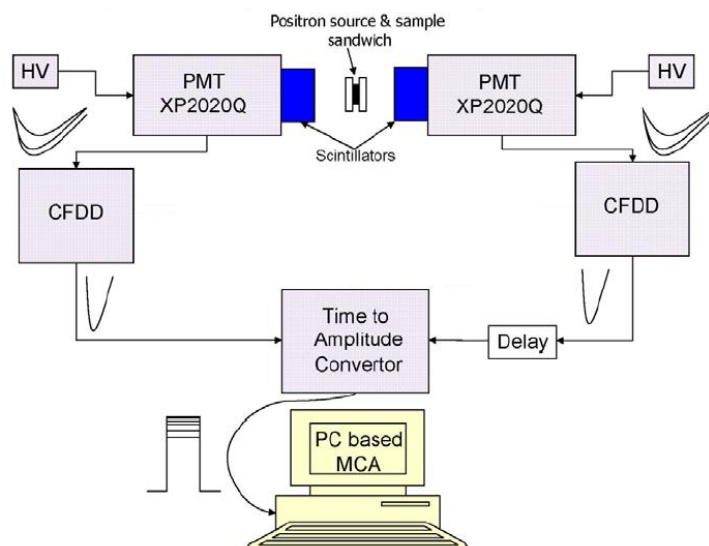 Positron source & sample
sandwich
HV
PMT
XP2020Q
PMT
XP2020Q
HV
Scintillators
CFDD
CFDD
Time to
Amplitude
Convertor
Delay
PC based
MCA